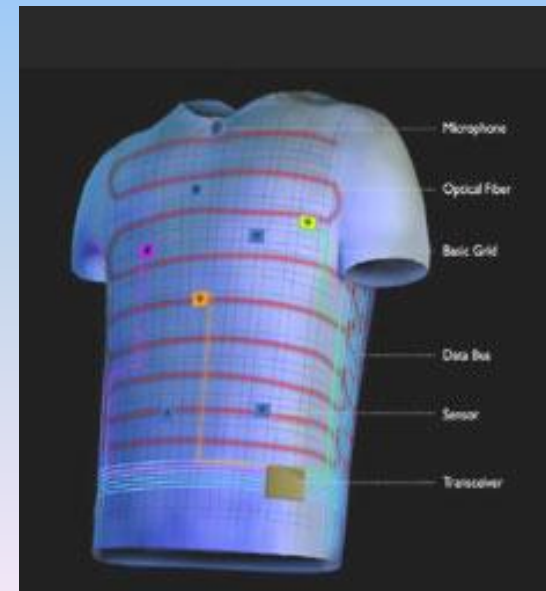 Microphone
Optical Fiber
Basic Grid
Data Bus
Sensor
Transceiver